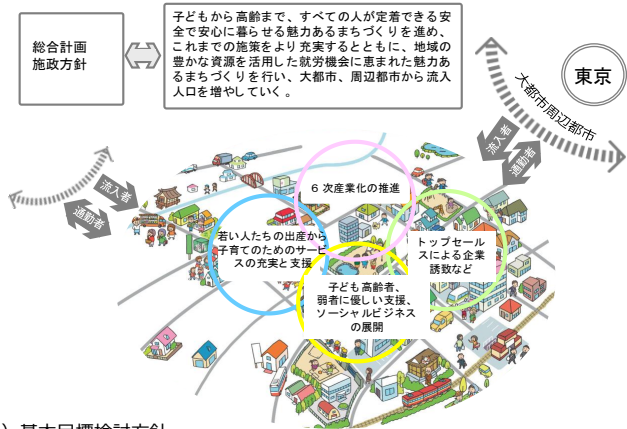 総合計画
施政方針
子どもから高齢まで、すべての人が定着できる安
全で安心に暮らせる魅力あるまちづくりを進め、
これまでの施策をより充実するとともに、地域の
豊かな資源を活用した就労機会に恵まれた魅力あ
るまちづくりを行い、大都市、周辺都市から流入
人口を増やしていく。
東京
大都市周辺都市
流入者
通勤者
流入者
通勤者
6 次産業化の推進
若い人たちの出産から
子育てのためのサービ
スの充実と支援
トップセール
スによる企業
誘致など
子ども高齢者、
弱者に優しい支援、
ソーシャルビジネス
の展開
）基本目標検討方針